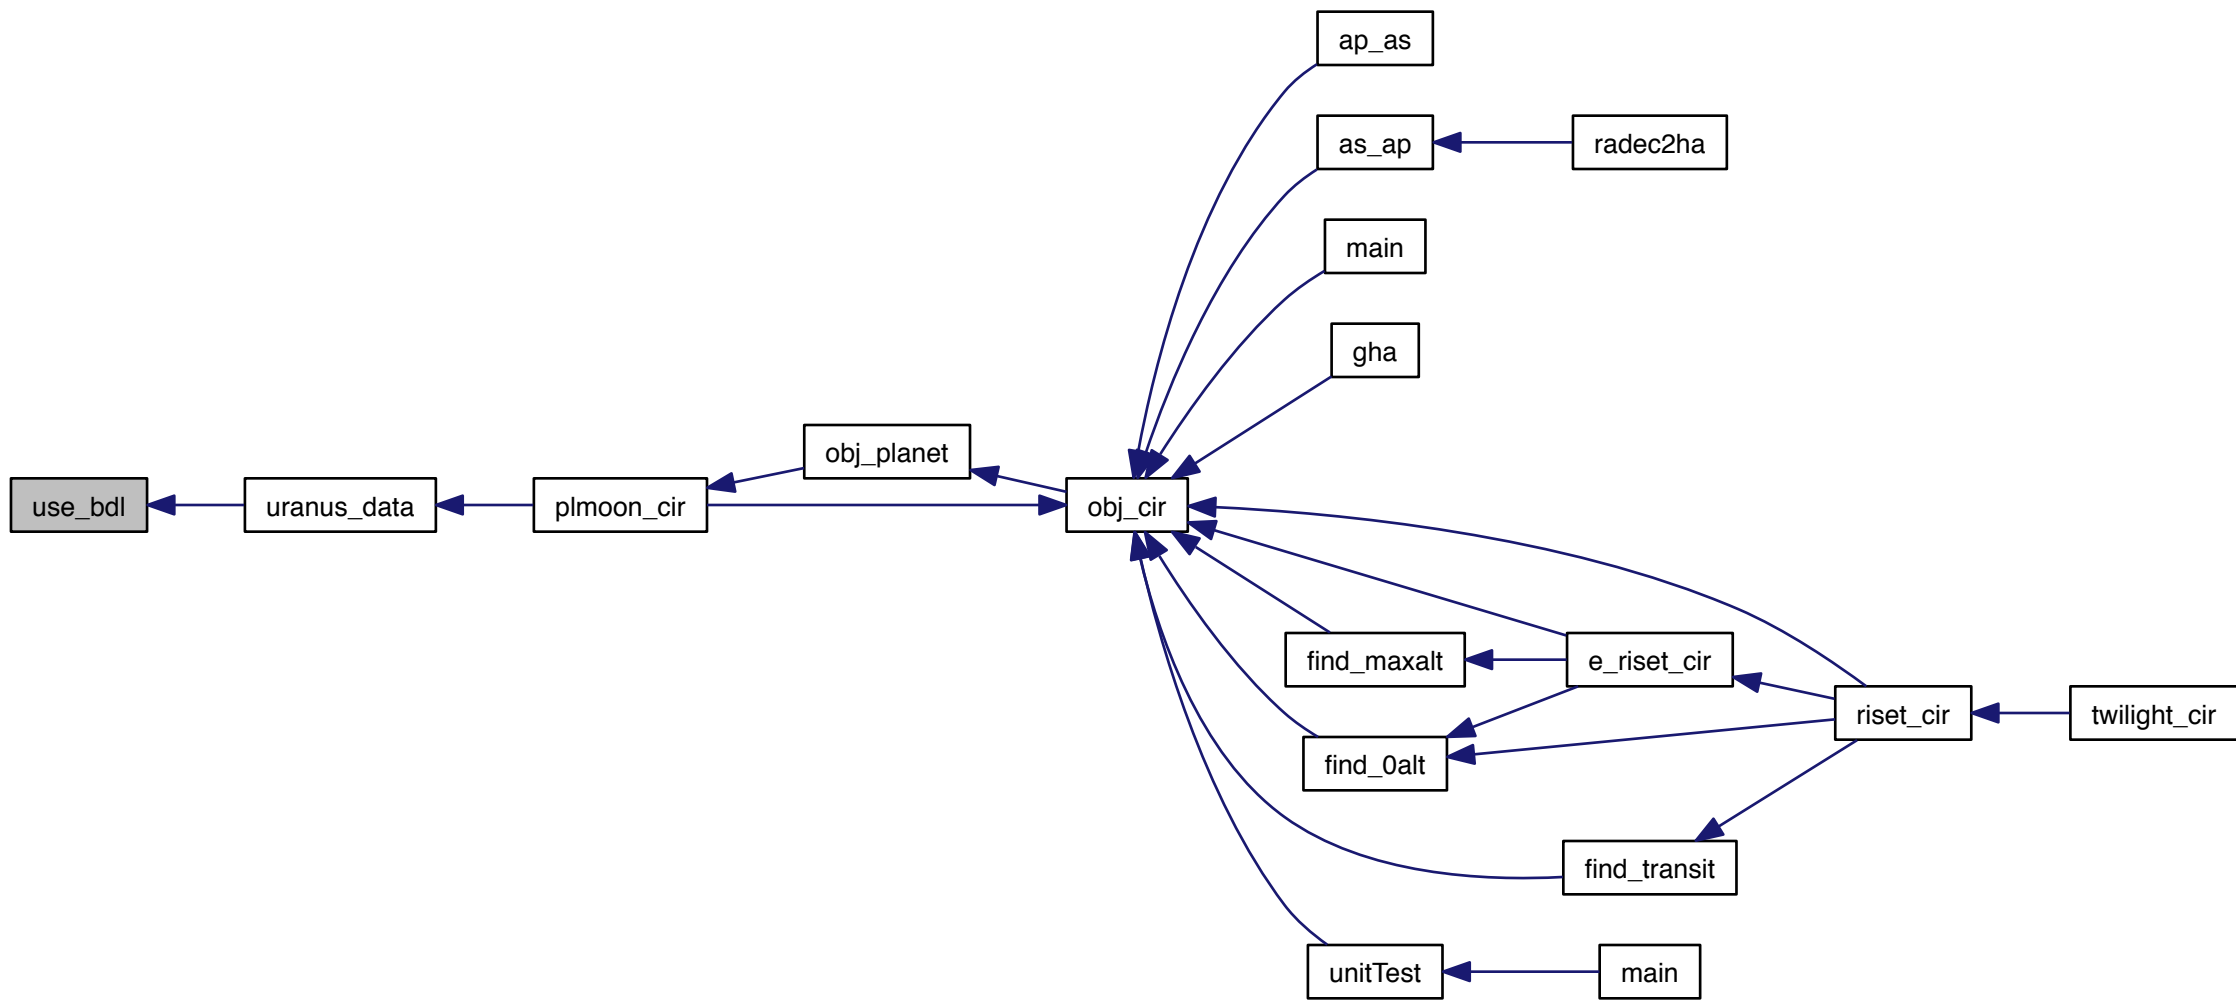 ap_as
as_ap
radec2ha
main
gha
obj_planet
use_bdl
uranus_data
plmoon_cir
obj_cir
find_maxalt
e_riset_cir
riset_cir
twilight_cir
find_0alt
find_transit
unitTest
main